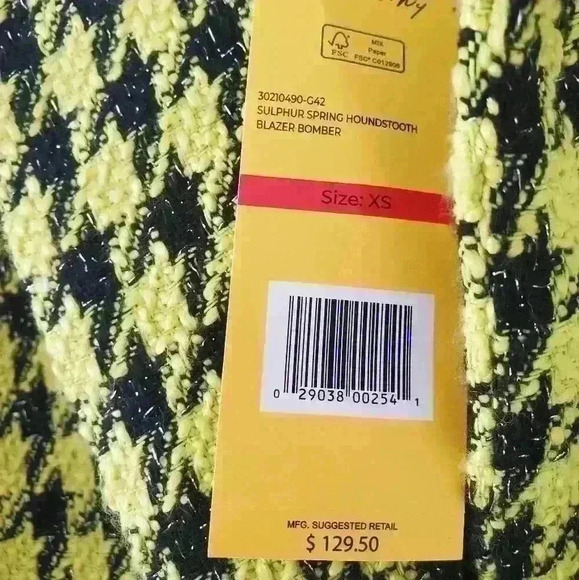 FSC
MIX
Paper
FSC® C012908
30210490-G42
SULPHUR SPRING HOUNDSTOOTH
BLAZER BOMBER
Size: XS
0 29038 00254 1
MFG. SUGGESTED RETAIL
$ 129.50